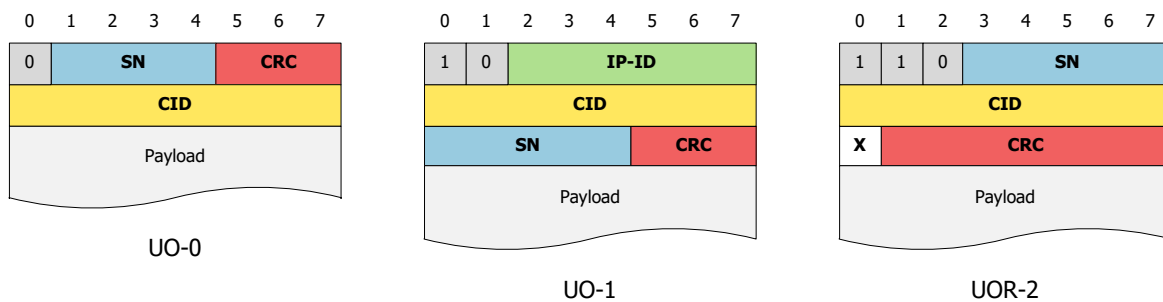 0 1 2 3 4 5 6 7
0 SN CRC
CID
Payload
UO-0
0 1 2 3 4 5 6 7
1 0 IP-ID
CID
SN CRC
Payload
UO-1
0 1 2 3 4 5 6 7
1 1 0 SN
CID
X CRC
Payload
UOR-2